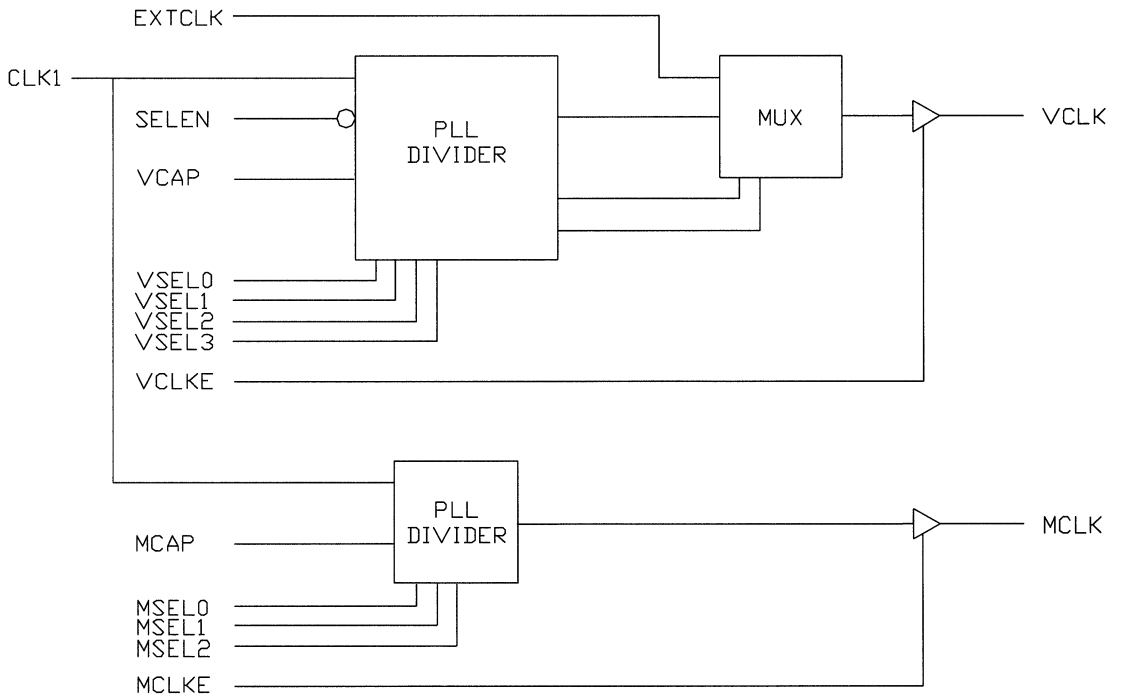 EXTCLK
CLK1
SELEN
PLL
DIVIDER
MUX
VCLK
VCAP
VSEL0
VSEL1
VSEL2
VSEL3
VCLKE
PLL
DIVIDER
MCLK
MCAP
MSEL0
MSEL1
MSEL2
MCLKE